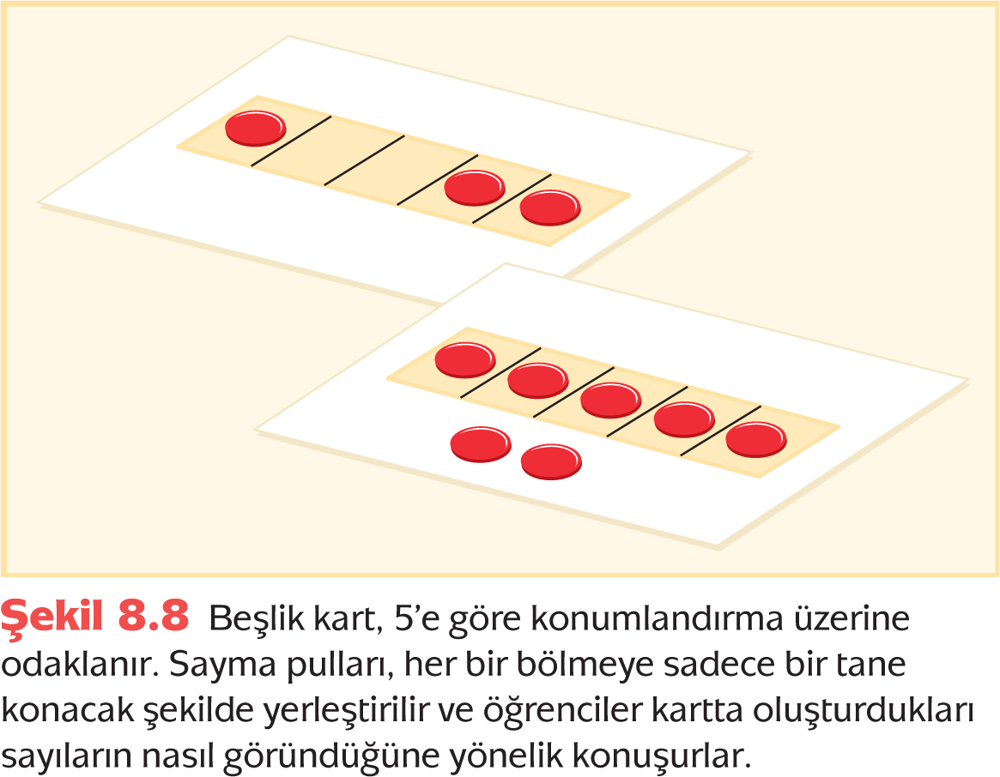 Şekil 8.8 Beşlik kart, 5’e göre konumlandırma üzerine
odaklanır. Sayma pulları, her bir bölmeye sadece bir tane
konacak şekilde yerleştirilir ve öğrenciler kartta oluşturdukları
sayıların nasıl göründüğüne yönelik konuşurlar.